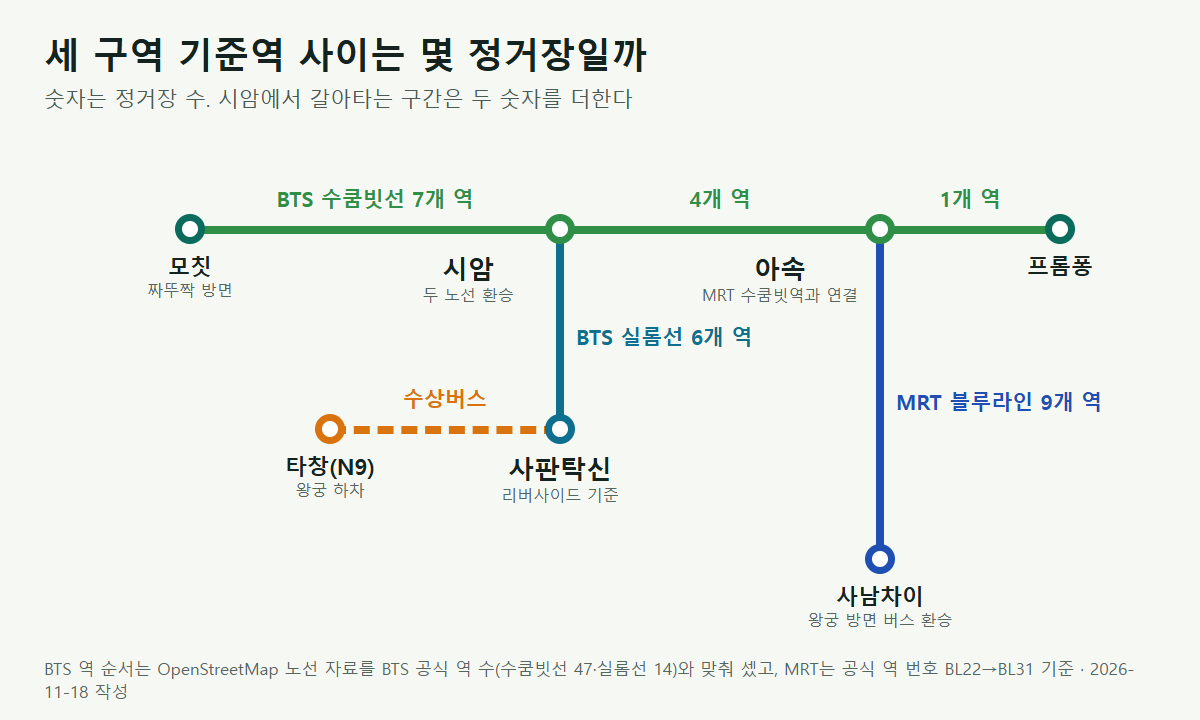 세 구역 기준역 사이는 몇 정거장일까
숫자는 정거장 수. 시암에서 갈아타는 구간은 두 숫자를 더한다
BTS 수쿰빗선 7개 역
4개 역
1개 역
모칫
짜뚜짝 방면
시암
두 노선 환승
아속
MRT 수쿰빗역과 연결
프롬퐁
BTS 실롬선 6개 역
수상버스
MRT 블루라인 9개 역
타창(N9)
왕궁 하차
사판탁신
리버사이드 기준
사남차이
왕궁 방면 버스 환승
BTS 역 순서는 OpenStreetMap 노선 자료를 BTS 공식 역 수(수쿰빗선 47·실롬선 14)와 맞춰 셌고, MRT는 공식 역 번호 BL22→BL31 기준 · 2026-
11-18 작성